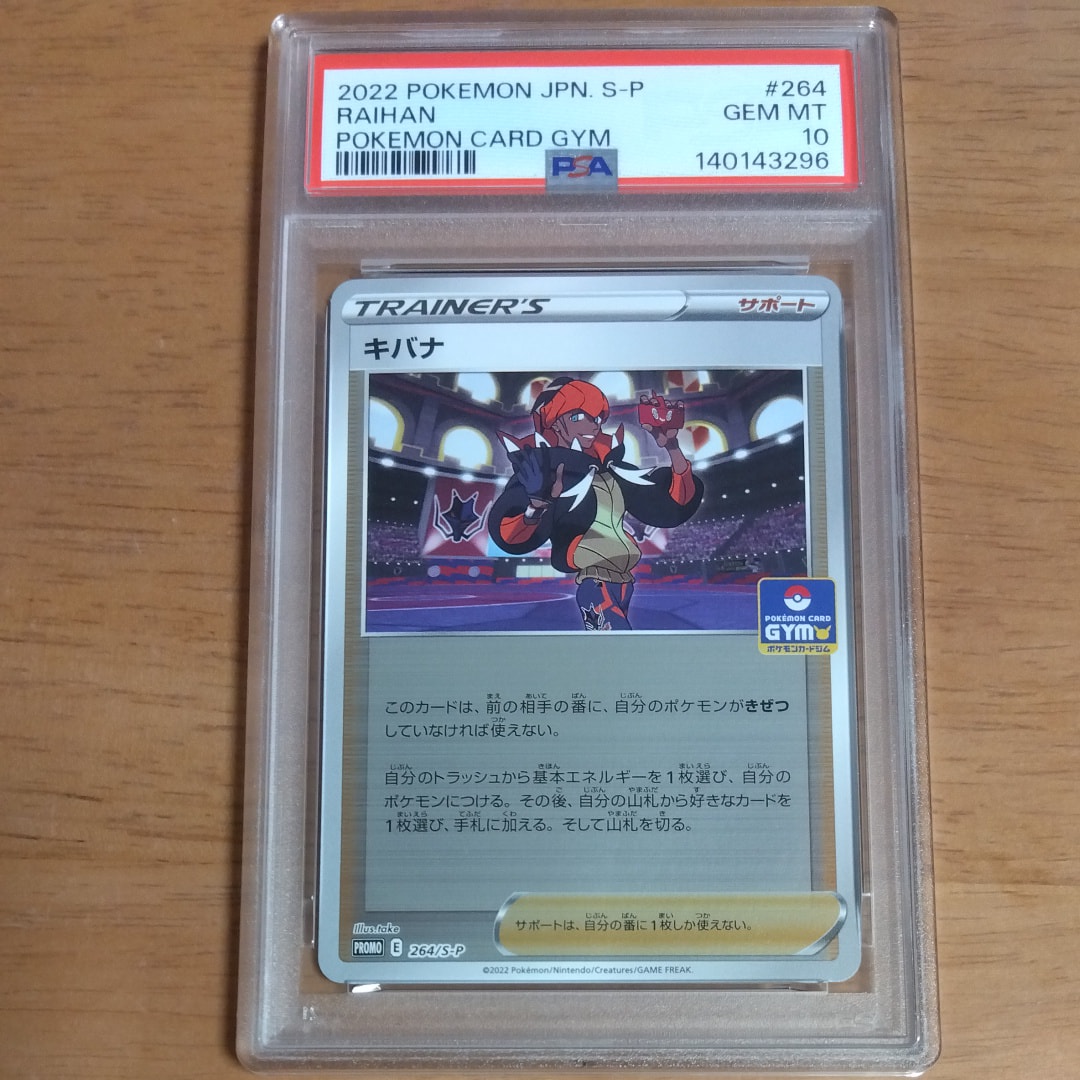 2022 POKEMON JPN. S-P #264
RAIHAN GEM MT
POKEMON CARD GYM 10
PSA 140143296
TRAINER'S サポート
キバナ
POKÉMON CARD
GYM
ポケモンカードジム
このカードは、前の相手の番に、自分のポケモンがきぜつ
していなければ使えない。
自分のトラッシュから基本エネルギーを1枚選び、自分の
ポケモンにつける。その後、自分の山札から好きなカードを
1枚選び、手札に加える。そして山札を切る。
サポートは、自分の番に1枚しか使えない。
illus.take
PROMO E 264/S-P
©2022 Pokémon/Nintendo/Creatures/GAME FREAK.